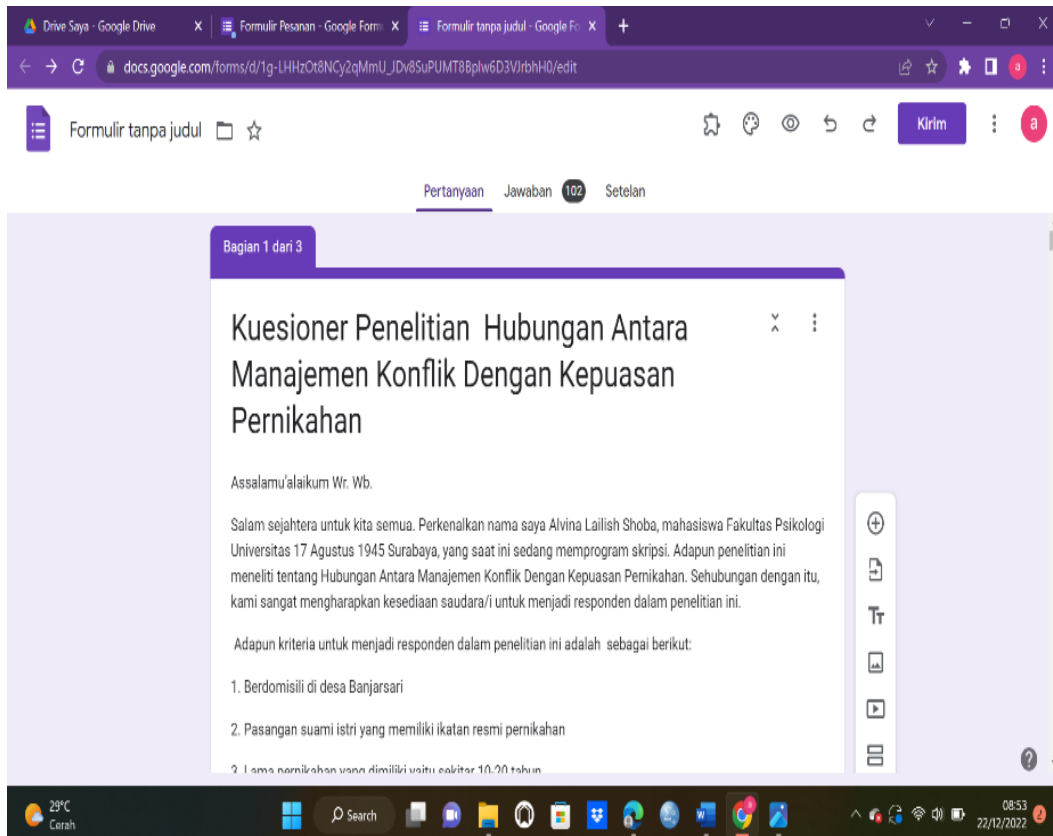 Drive Saya - Google Drive
Formulir Pesanan - Google Form
Formulir tanpa judul - Google Fo
docs.google.com/forms/d/1g-LHHzOt8NCy2qMmU_JDv8SuPUMT8Bplw6D3VJrbhH0/edit
a
Formulir tanpa judul
Kirim
a
Pertanyaan Jawaban 102 Setelan
Bagian 1 dari 3
Kuesioner Penelitian Hubungan Antara
Manajemen Konflik Dengan Kepuasan
Pernikahan
Assalamu'alaikum Wr. Wb.
Salam sejahtera untuk kita semua. Perkenalkan nama saya Alvina Lailish Shoba, mahasiswa Fakultas Psikologi
Universitas 17 Agustus 1945 Surabaya, yang saat ini sedang memprogram skripsi. Adapun penelitian ini
meneliti tentang Hubungan Antara Manajemen Konflik Dengan Kepuasan Pernikahan. Sehubungan dengan itu,
kami sangat mengharapkan kesediaan saudara/i untuk menjadi responden dalam penelitian ini.
Adapun kriteria untuk menjadi responden dalam penelitian ini adalah sebagai berikut:
1. Berdomisili di desa Banjarsari
2. Pasangan suami istri yang memiliki ikatan resmi pernikahan
3. Lama pernikahan yang dimiliki yaitu sekitar 10-20 tahun
Tт
29°C
Cerah
Search
08:53
22/12/2022
2